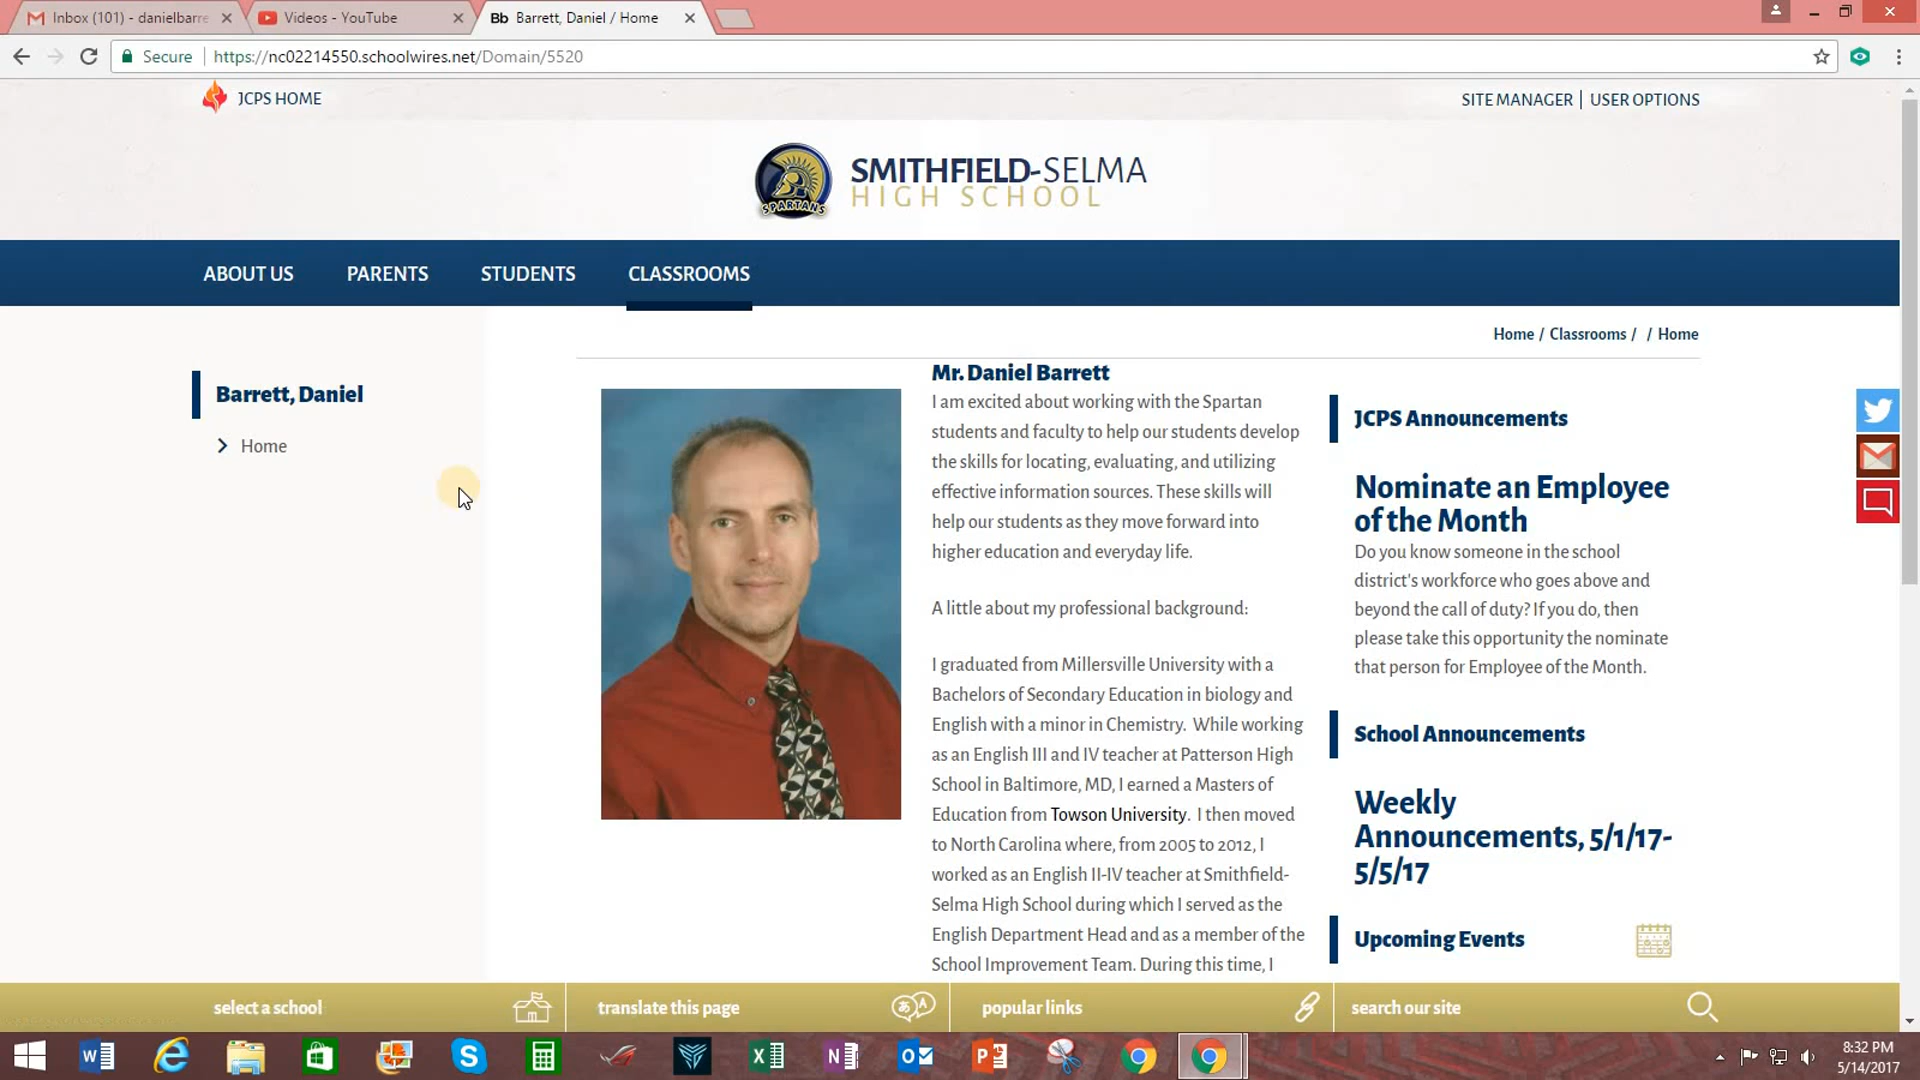 Inbox (101) - danielbarre
Videos - YouTube
Bb Barrett, Daniel / Home
Secure https://nc02214550.schoolwires.net/Domain/5520
JCPS HOME
SITE MANAGER | USER OPTIONS
SPARTANS
SMITHFIELD-SELMA
HIGH SCHOOL
ABOUT US PARENTS STUDENTS CLASSROOMS
Home / Classrooms / / Home
Barrett, Daniel
Home
Mr. Daniel Barrett
I am excited about working with the Spartan
students and faculty to help our students develop
the skills for locating, evaluating, and utilizing
effective information sources. These skills will
help our students as they move forward into
higher education and everyday life.
A little about my professional background:
I graduated from Millersville University with a
Bachelors of Secondary Education in biology and
English with a minor in Chemistry. While working
as an English III and IV teacher at Patterson High
School in Baltimore, MD, I earned a Masters of
Education from Towson University. I then moved
to North Carolina where, from 2005 to 2012, I
worked as an English II-IV teacher at Smithfield-
Selma High School during which I served as the
English Department Head and as a member of the
School Improvement Team. During this time, I
JCPS Announcements
Nominate an Employee
of the Month
Do you know someone in the school
district's workforce who goes above and
beyond the call of duty? If you do, then
please take this opportunity the nominate
that person for Employee of the Month.
School Announcements
Weekly
Announcements, 5/1/17-
5/5/17
Upcoming Events
select a school
translate this page
popular links
search our site
8:32 PM
5/14/2017